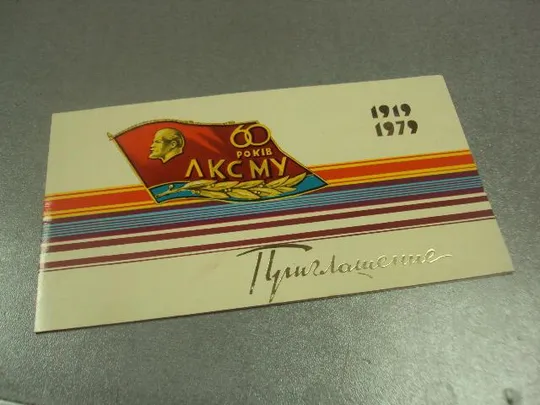 60
РОКІВ
ЛКСМУ
1919
1979
Приглашение